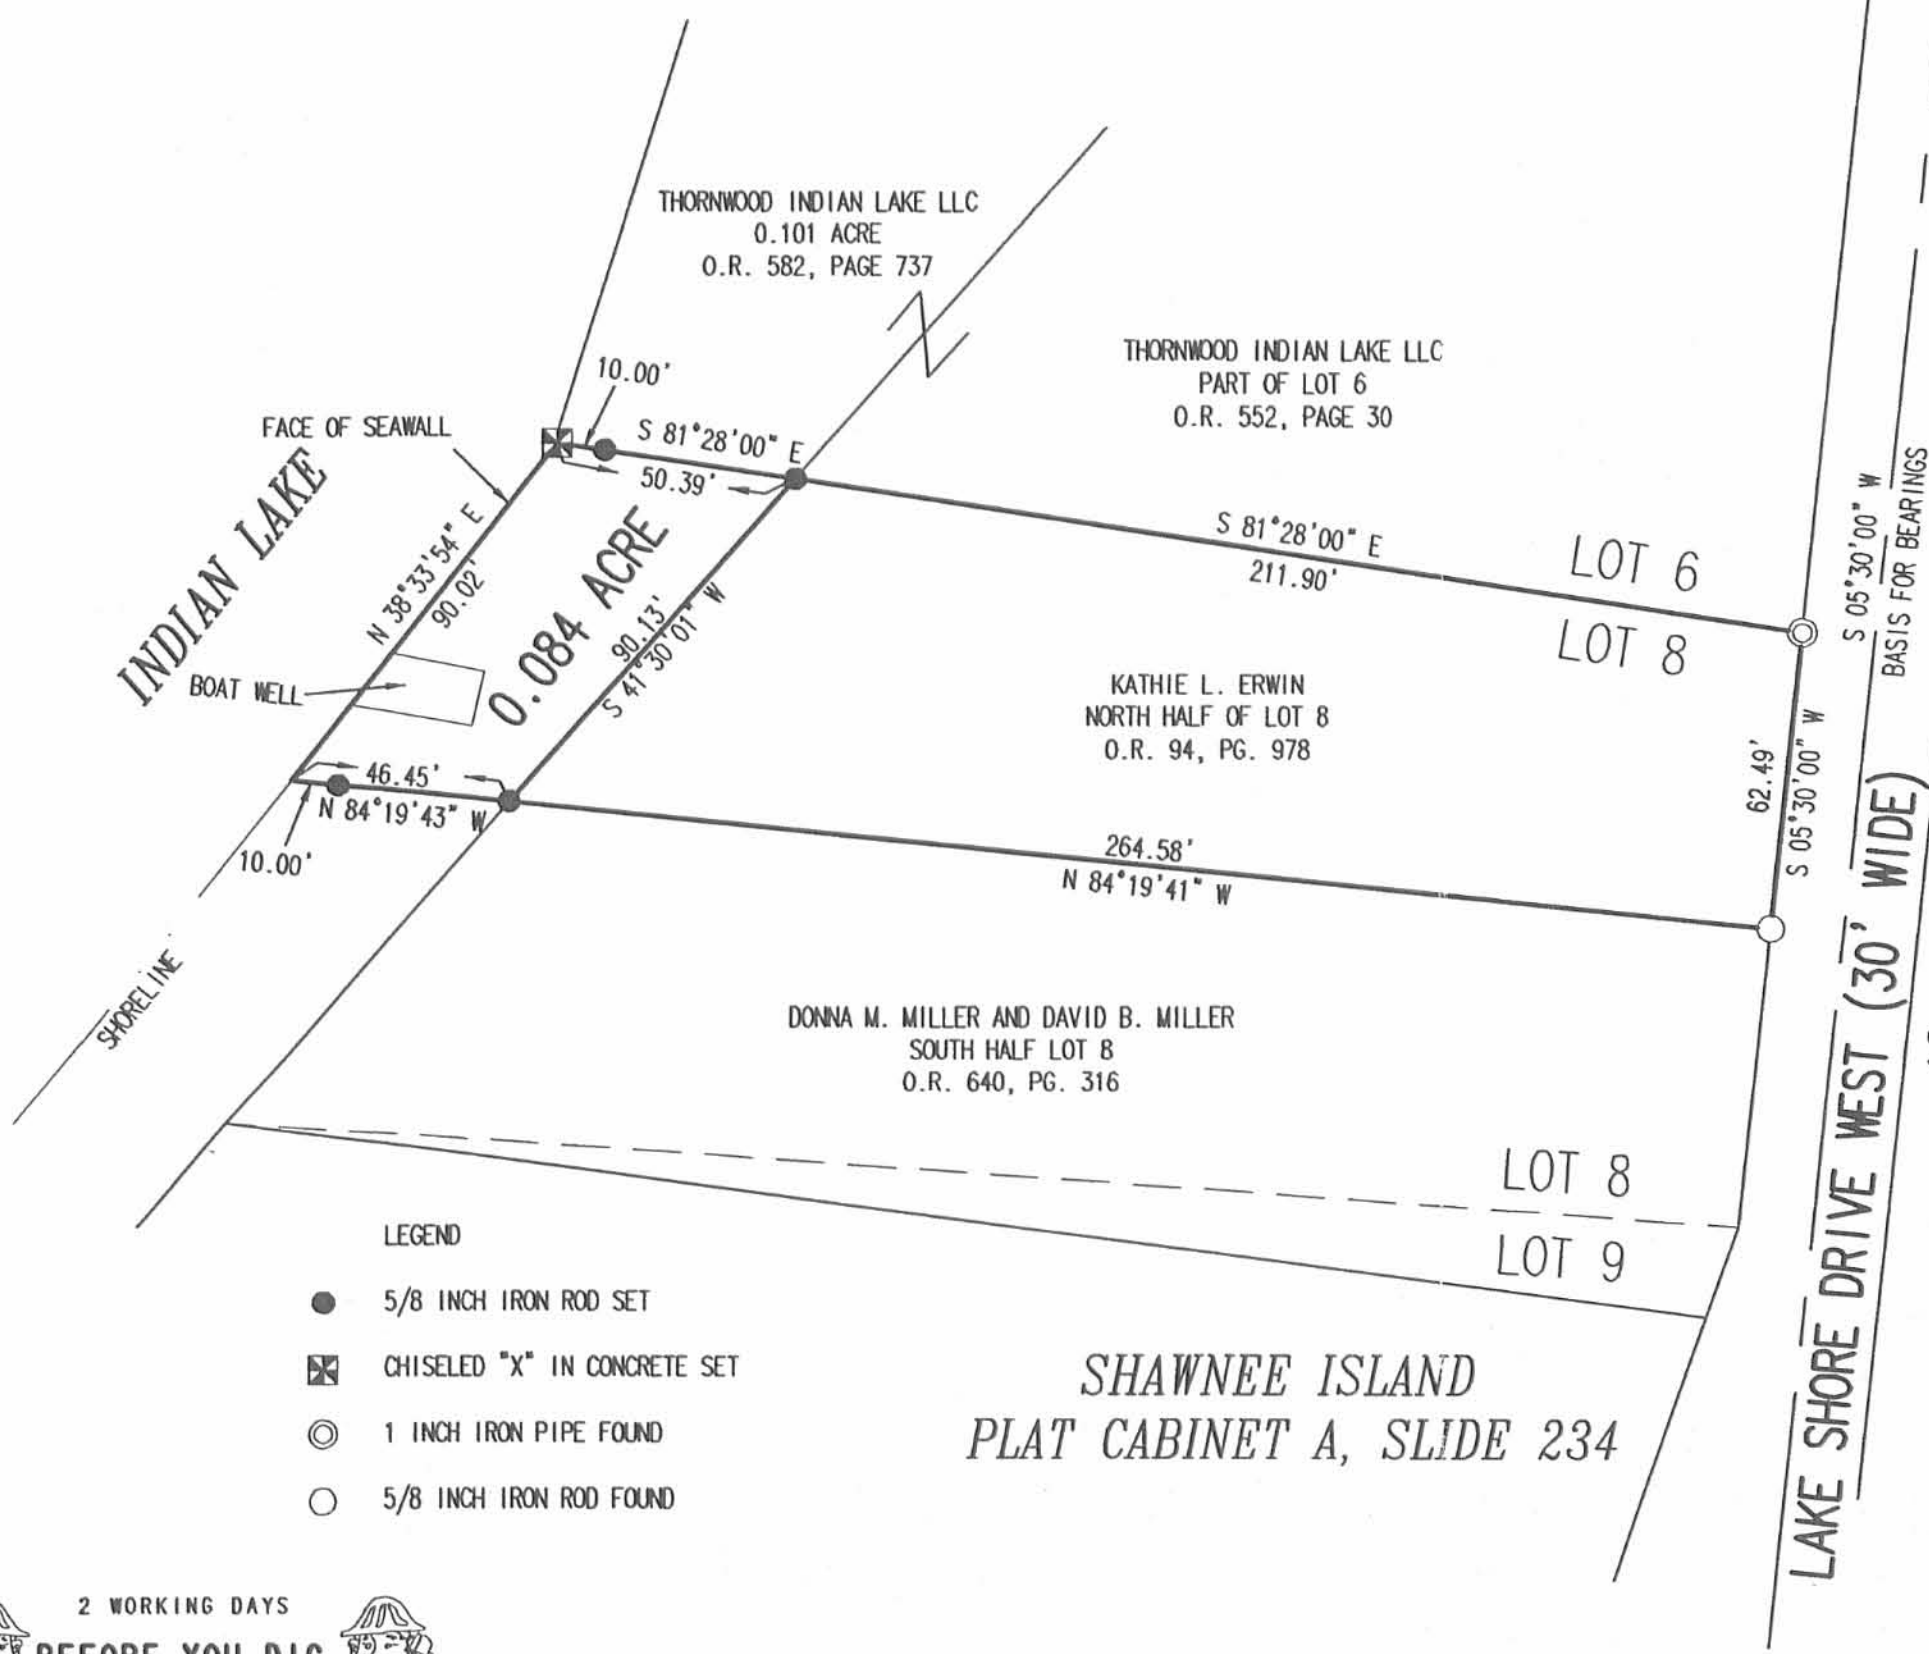 THORNWOOD INDIAN LAKE LLC
0.101 ACRE
O.R. 582, PAGE 737
THORNWOOD INDIAN LAKE LLC
PART OF LOT 6
O.R. 552, PAGE 30
10.00'
FACE OF SEAWALL
S 81°28'00" E
50.39'
INDIAN LAKE
N 38°33'54" E
90.02'
0.084 ACRE
90.13'
S 41°30'01" W
S 81°28'00" E
211.90'
LOT 6
LOT 8
S 05°30'00" W
BASIS FOR BEARINGS
BOAT WELL
KATHIE L. ERWIN
NORTH HALF OF LOT 8
O.R. 94, PG. 978
62.49'
S 05°30'00" W
46.45'
N 84°19'43" W
10.00'
264.58'
N 84°19'41" W
SHORELINE
DONNA M. MILLER AND DAVID B. MILLER
SOUTH HALF LOT 8
O.R. 640, PG. 316
LOT 8
LOT 9
LAKE SHORE DRIVE WEST (30' WIDE)
LEGEND
5/8 INCH IRON ROD SET
CHISELED "X" IN CONCRETE SET
1 INCH IRON PIPE FOUND
5/8 INCH IRON ROD FOUND
SHAWNEE ISLAND
PLAT CABINET A, SLIDE 234
2 WORKING DAYS
BEFORE YOU DIG